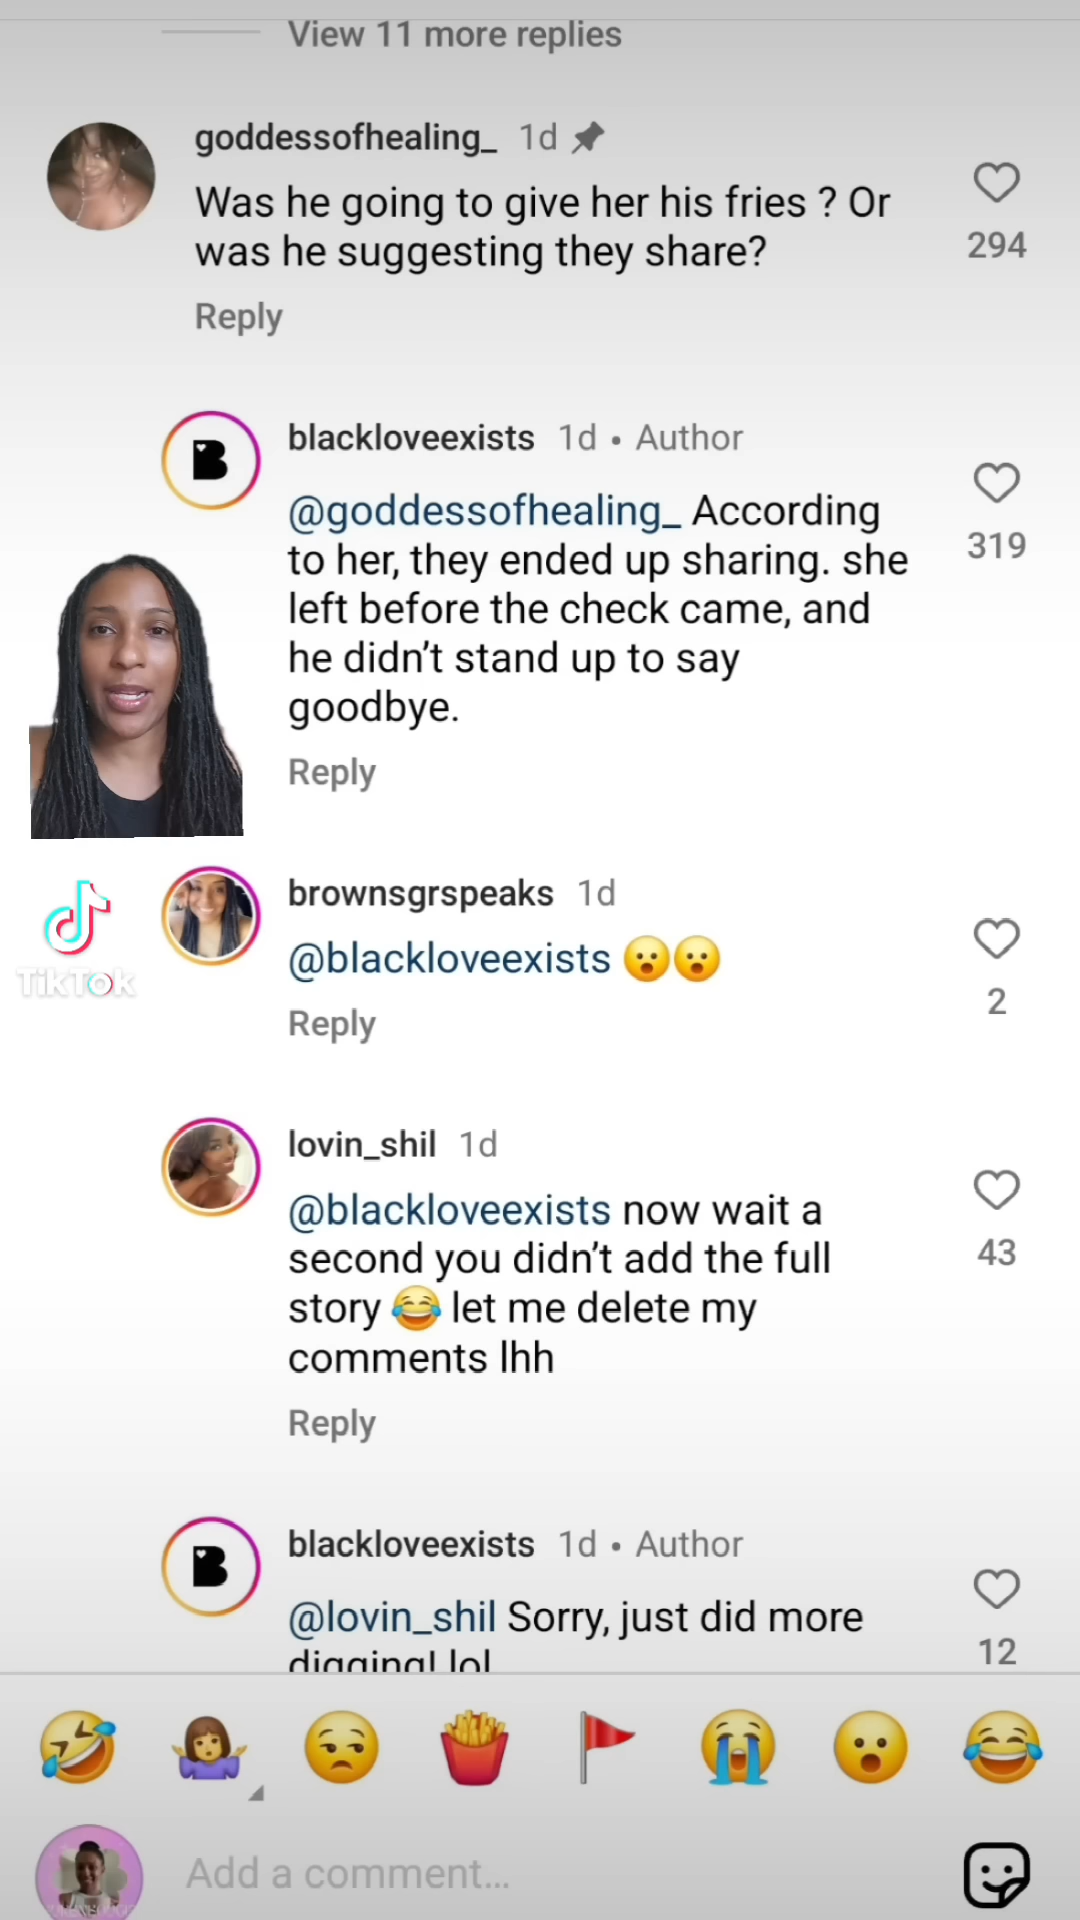 View 11 more replies
goddessofhealing_ 1d
Was he going to give her his fries ? Or
was he suggesting they share?
294
Reply
blackloveexists 1d • Author
@goddessofhealing_ According
to her, they ended up sharing. she
left before the check came, and
he didn’t stand up to say
goodbye.
319
Reply
TikTok
brownsgrspeaks 1d
@blackloveexists 😮😮
2
Reply
lovin_shil 1d
@blackloveexists now wait a
second you didn’t add the full
story 😂 let me delete my
comments lhh
43
Reply
blackloveexists 1d • Author
@lovin_shil Sorry, just did more
digging! lol
12
Add a comment...